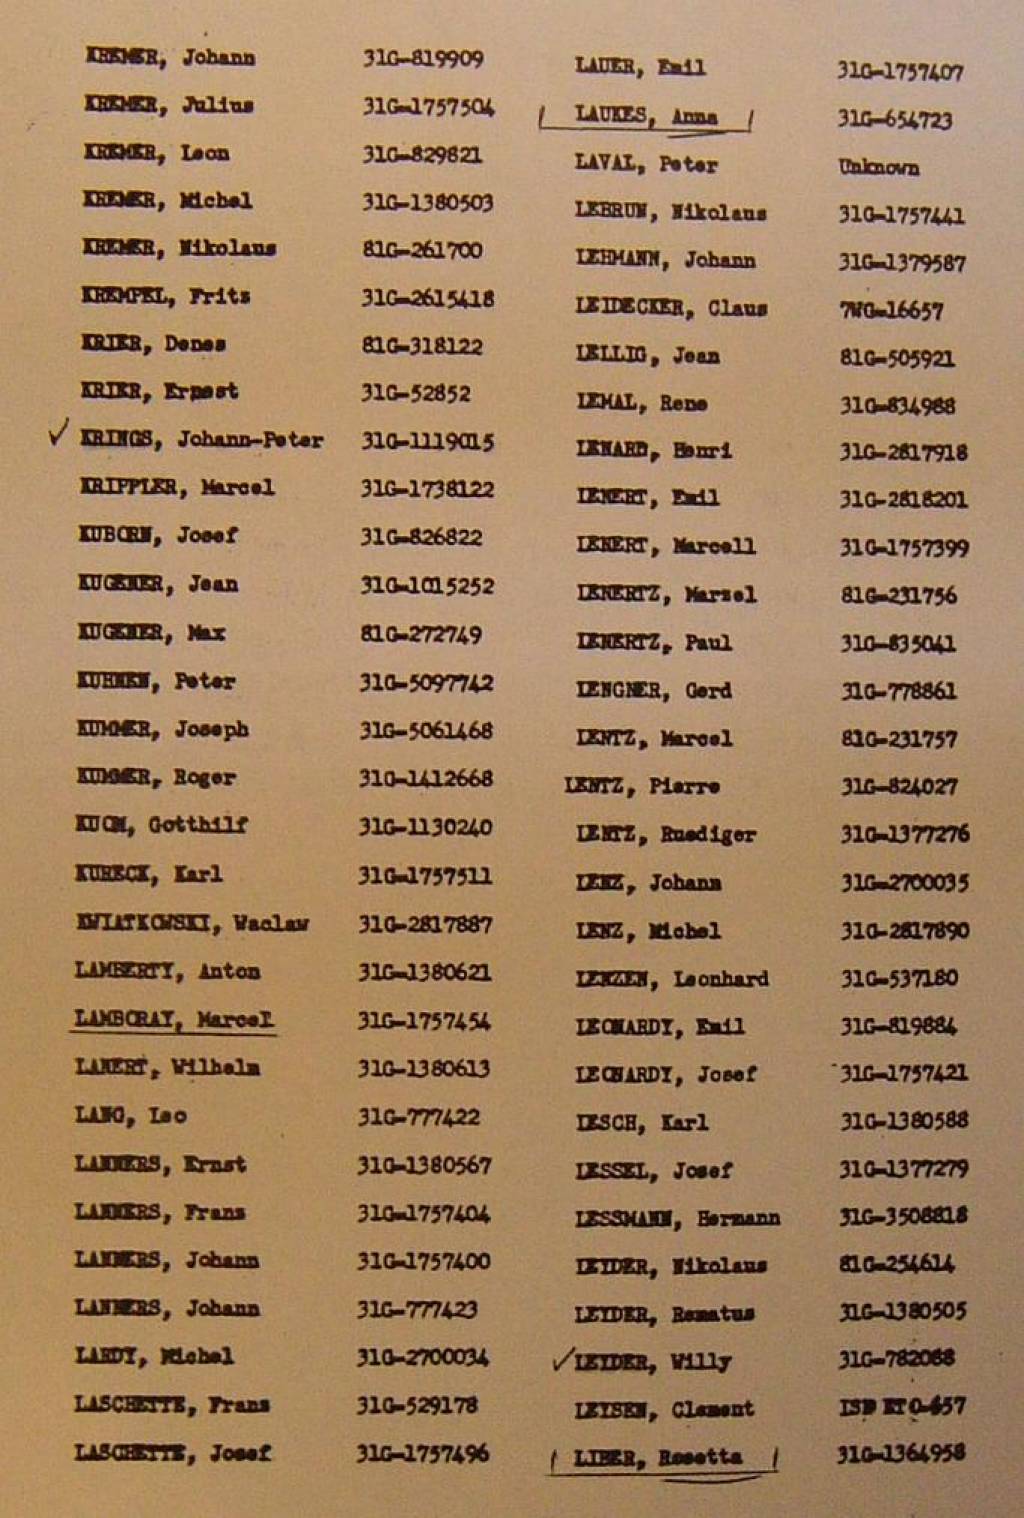 KREMER, Johann 31G-819909
KREMER, Julius 31G-1757504
KREMER, Leon 31G-829821
KREMER, Michel 31G-1380503
KREMER, Nikolaus 81G-261700
KREMPEL, Fritz 31G-2615418
KRIER, Denes 81G-318122
KRIER, Ernest 31G-52852
✓ KRINGS, Johann-Peter 31G-1119015
KRIPPLER, Marcel 31G-1738122
KUBORN, Josef 31G-826822
KUGENER, Jean 31G-1015252
KUGENER, Max 81G-272749
KUHNEN, Peter 31G-5097742
KUMMER, Joseph 31G-5061468
KUMMER, Roger 31G-1412668
Gotthilf 31G-1130240
KURECK, Karl 31G-1757511
KWIATKOWSKI, Waclaw 31G-2817887
LAMBERTY, Anton 31G-1380621
LAMBORAY, Marcel 31G-1757454
LANERT, Wilhelm 31G-1380613
LANG, Leo 31G-777422
LANNERS, Ernst 31G-1380567
LANNERS, Frans 31G-1757404
LANNERS, Johann 31G-1757400
LANNERS, Johann 31G-777423
LARDY, Michel 31G-2700034
LASCHETTE, Frans 31G-529178
LASCHETTE, Josef 31G-1757496
LAUER, Emil 31G-1757407
LAUKES, Anna 31G-654723
LAVAL, Peter Unknown
LEBRUN, Nikolaus 31G-1757441
LEHMANN, Johann 31G-1379587
LEIDECKER, Claus 7WG-16657
LELLIG, Jean 81G-505921
LEMAL, Rene 31G-834988
LENARD, Henri 31G-2817918
LENERT, Emil 31G-2818201
LENERT, Marcell 31G-1757399
LENERTZ, Marzel 81G-231756
LENERTZ, Paul 31G-835041
LENGNER, Gerd 31G-778861
LENTZ, Marcel 81G-231757
LENTZ, Pierre 31G-824027
LENTZ, Ruediger 31G-1377276
LENZ, Johann 31G-2700035
LENZ, Michel 31G-2817890
LENZEN, Leonhard 31G-537180
LEONARDY, Emil 31G-819884
LEONARDY, Josef 31G-1757421
LESCH, Karl 31G-1380588
LESSEL, Josef 31G-1377279
LESSMANN, Hermann 31G-3508818
LEYDER, Nikolaus 81G-254614
LEYDER, Renatus 31G-1380505
✓ LEYDER, Willy 31G-782088
LEYSEN, Clement
LIBER, Rosetta 31G-1364958